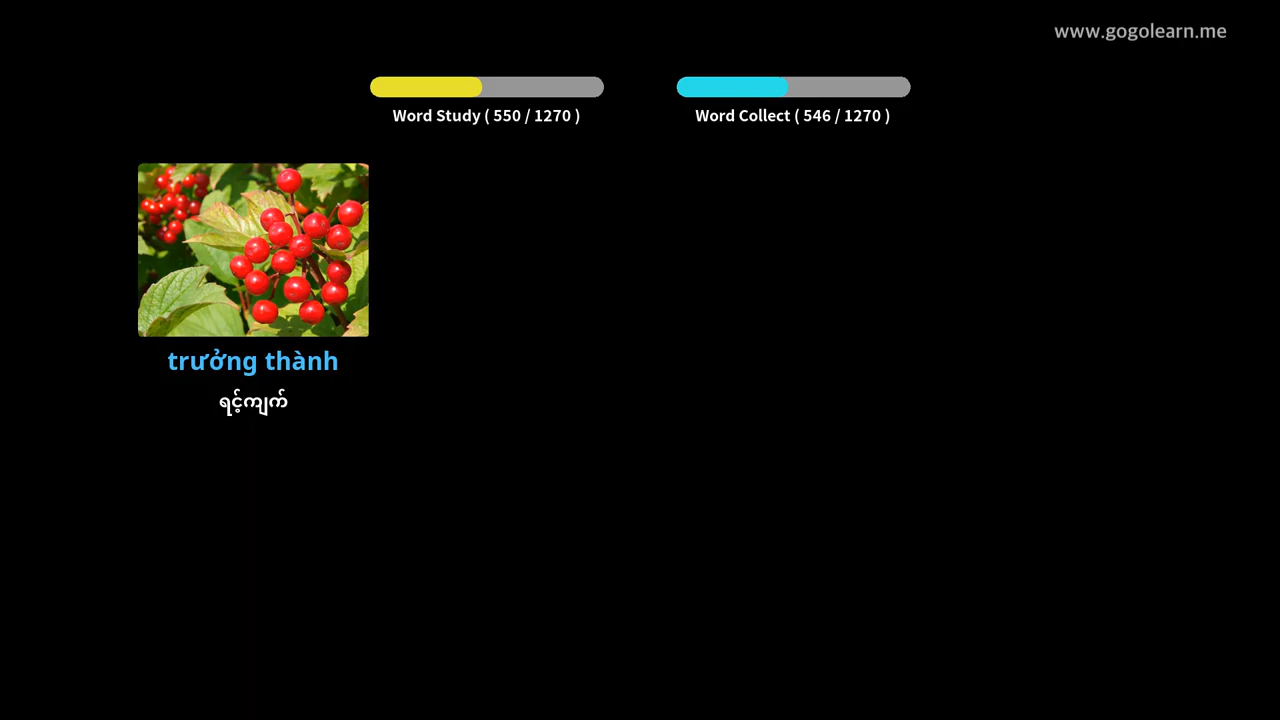 www.gogolearn.me
Word Study ( 550 / 1270 )
Word Collect ( 546 / 1270 )
trưởng thành
ရင့်ကျက်